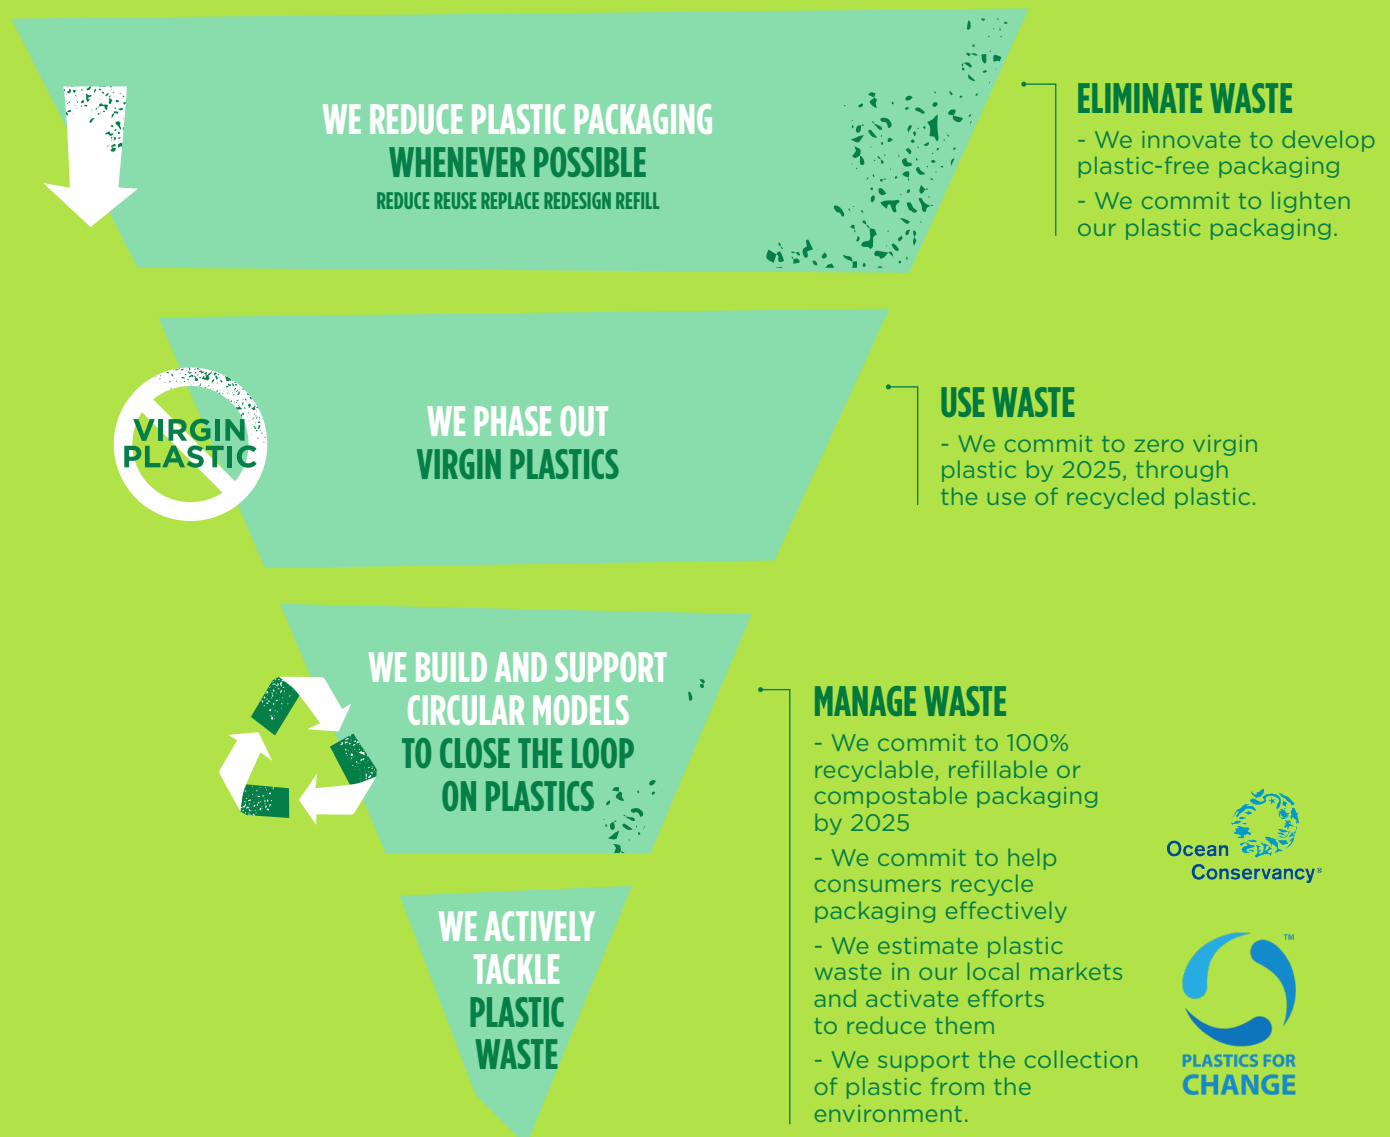 WE REDUCE PLASTIC PACKAGING
WHENEVER POSSIBLE
REDUCE REUSE REPLACE REDESIGN REFILL
ELIMINATE WASTE
- We innovate to develop
plastic-free packaging
- We commit to lighten
our plastic packaging.
VIRGIN
PLASTIC
WE PHASE OUT
VIRGIN PLASTICS
USE WASTE
- We commit to zero virgin
plastic by 2025, through
the use of recycled plastic.
WE BUILD AND SUPPORT
CIRCULAR MODELS
TO CLOSE THE LOOP
ON PLASTICS
WE ACTIVELY
TACKLE
PLASTIC
WASTE
MANAGE WASTE
- We commit to 100%
recyclable, refillable or
compostable packaging
by 2025
- We commit to help
consumers recycle
packaging effectively
- We estimate plastic
waste in our local markets
and activate efforts
to reduce them
- We support the collection
of plastic from the
environment.
Ocean
Conservancy®
™
PLASTICS FOR
CHANGE